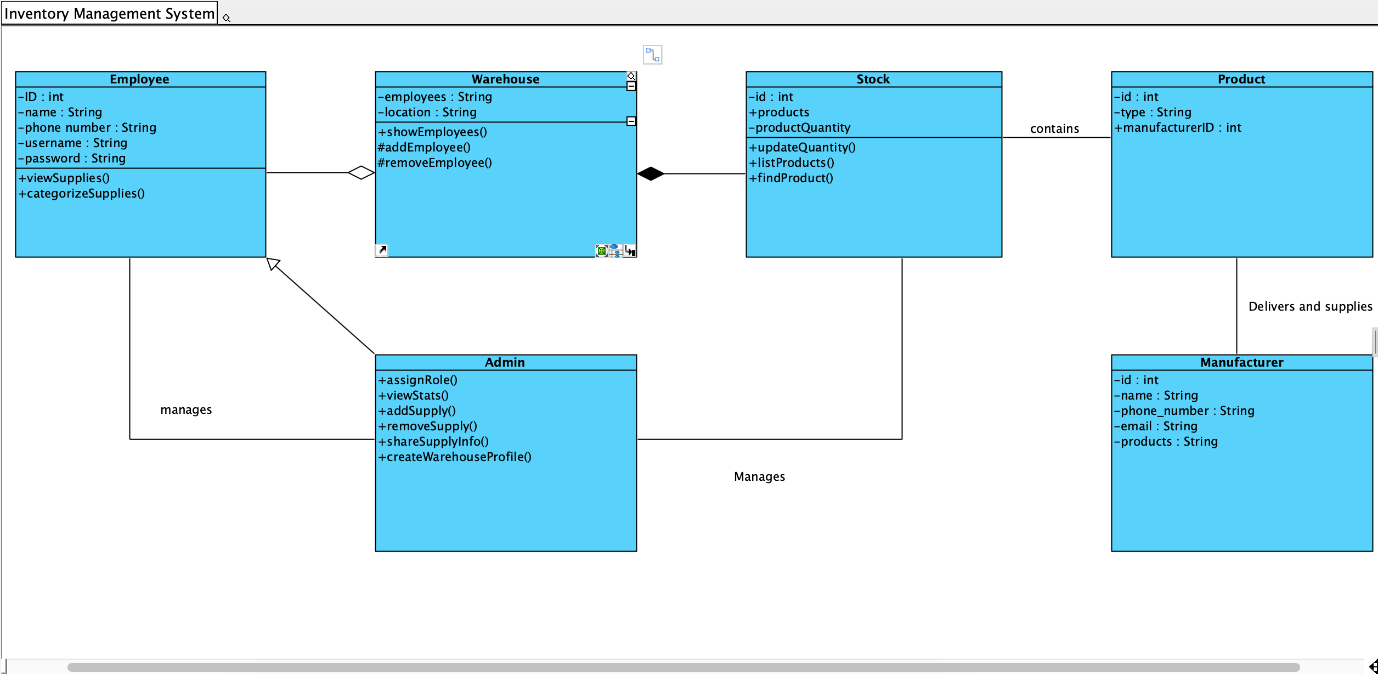 Inventory Management System
Employee
-ID : int
-name : String
-phone number : String
-username : String
-password : String
+viewSupplies()
+categorizeSupplies()
Warehouse
-employees : String
-location : String
+showEmployees()
#addEmployee()
#removeEmployee()
Stock
-id : int
+products
-productQuantity
+updateQuantity()
+listProducts()
+findProduct()
contains
Product
-id : int
-type : String
+manufacturerID : int
Delivers and supplies
manages
Admin
+assignRole()
+viewStats()
+addSupply()
+removeSupply()
+shareSupplyInfo()
+createWarehouseProfile()
Manages
Manufacturer
-id : int
-name : String
-phone_number : String
-email : String
-products : String